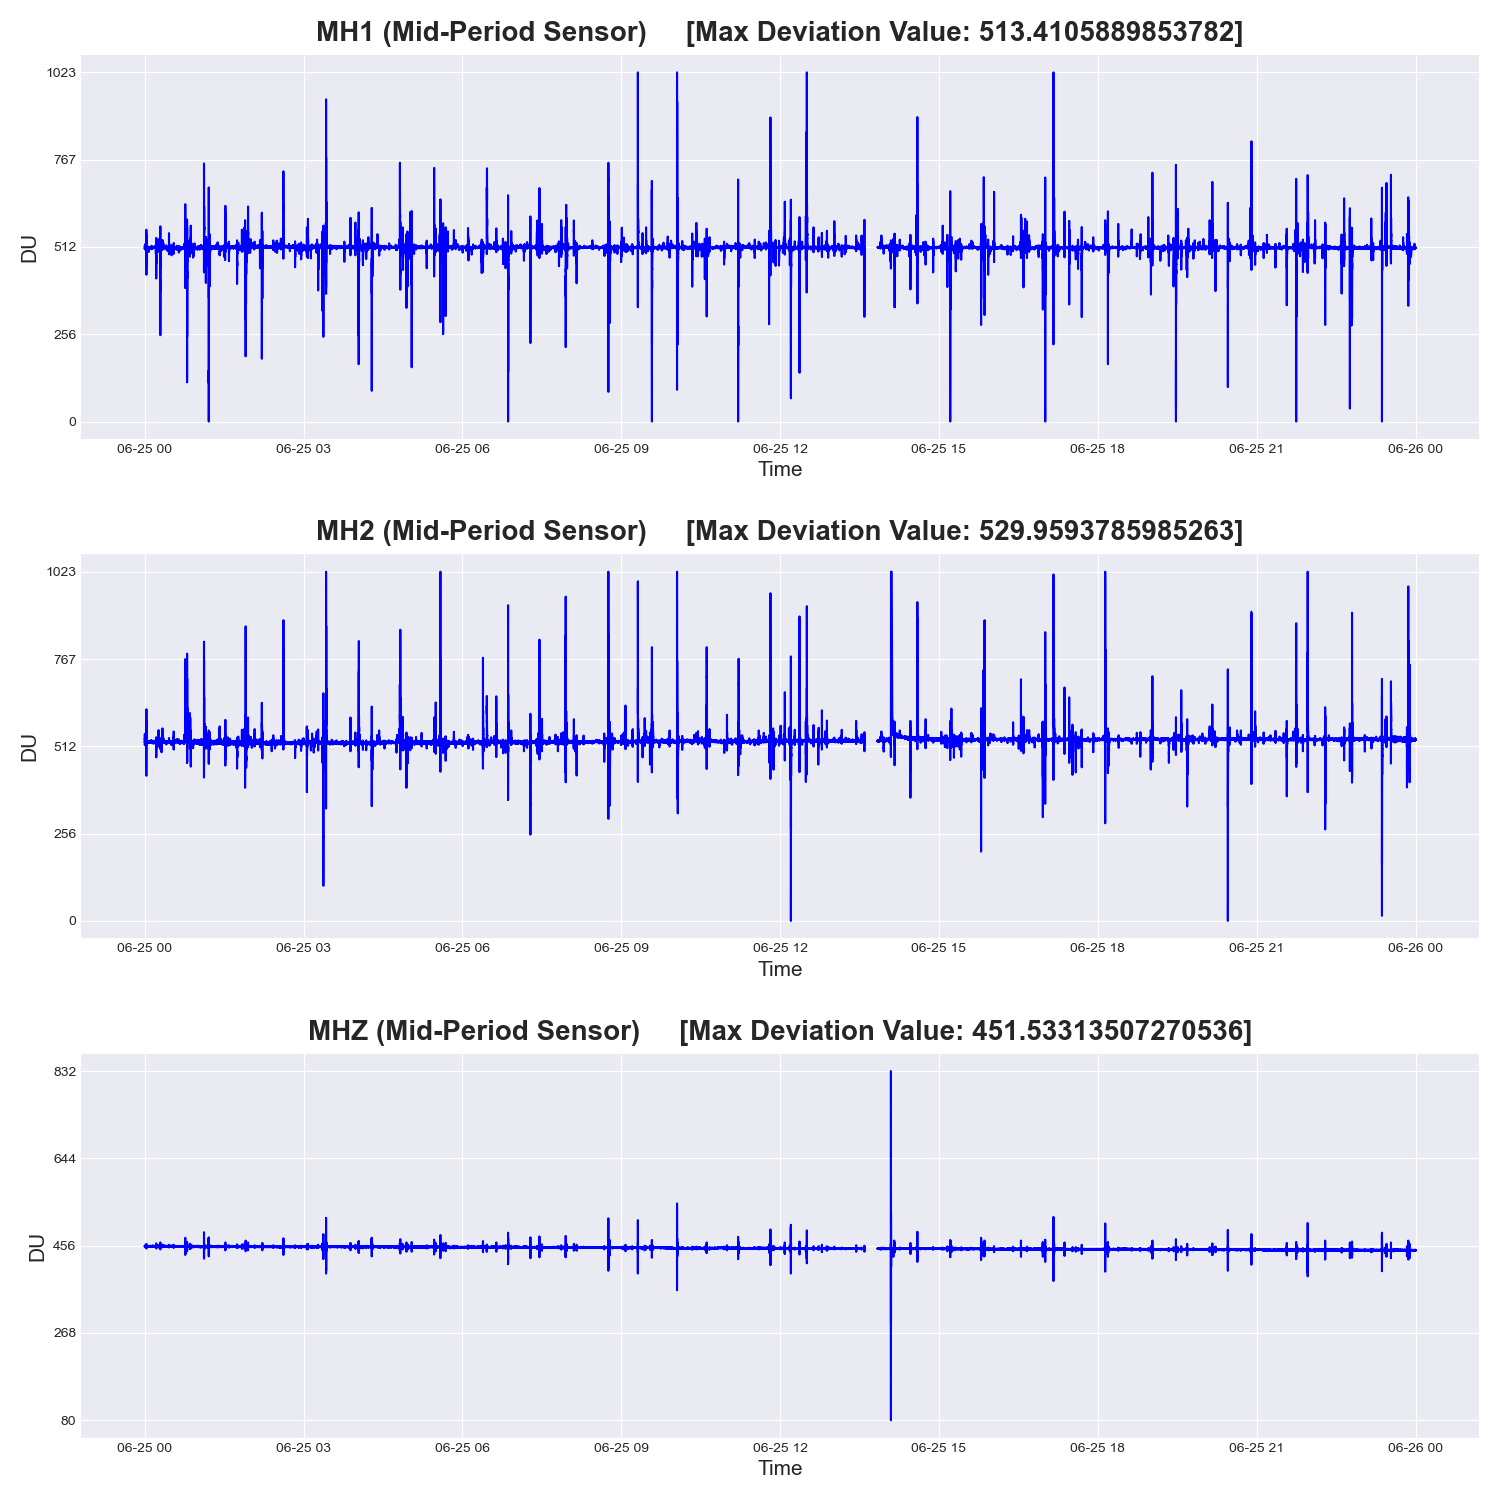 MH1 (Mid-Period Sensor) [Max Deviation Value: 513.4105889853782]
1023
767
512
256
0
DU
06-25 00 06-25 03 06-25 06 06-25 09 06-25 12 06-25 15 06-25 18 06-25 21 06-26 00
Time
MH2 (Mid-Period Sensor) [Max Deviation Value: 529.9593785985263]
1023
767
512
256
0
DU
06-25 00 06-25 03 06-25 06 06-25 09 06-25 12 06-25 15 06-25 18 06-25 21 06-26 00
Time
MHZ (Mid-Period Sensor) [Max Deviation Value: 451.53313507270536]
832
644
456
268
80
DU
06-25 00 06-25 03 06-25 06 06-25 09 06-25 12 06-25 15 06-25 18 06-25 21 06-26 00
Time